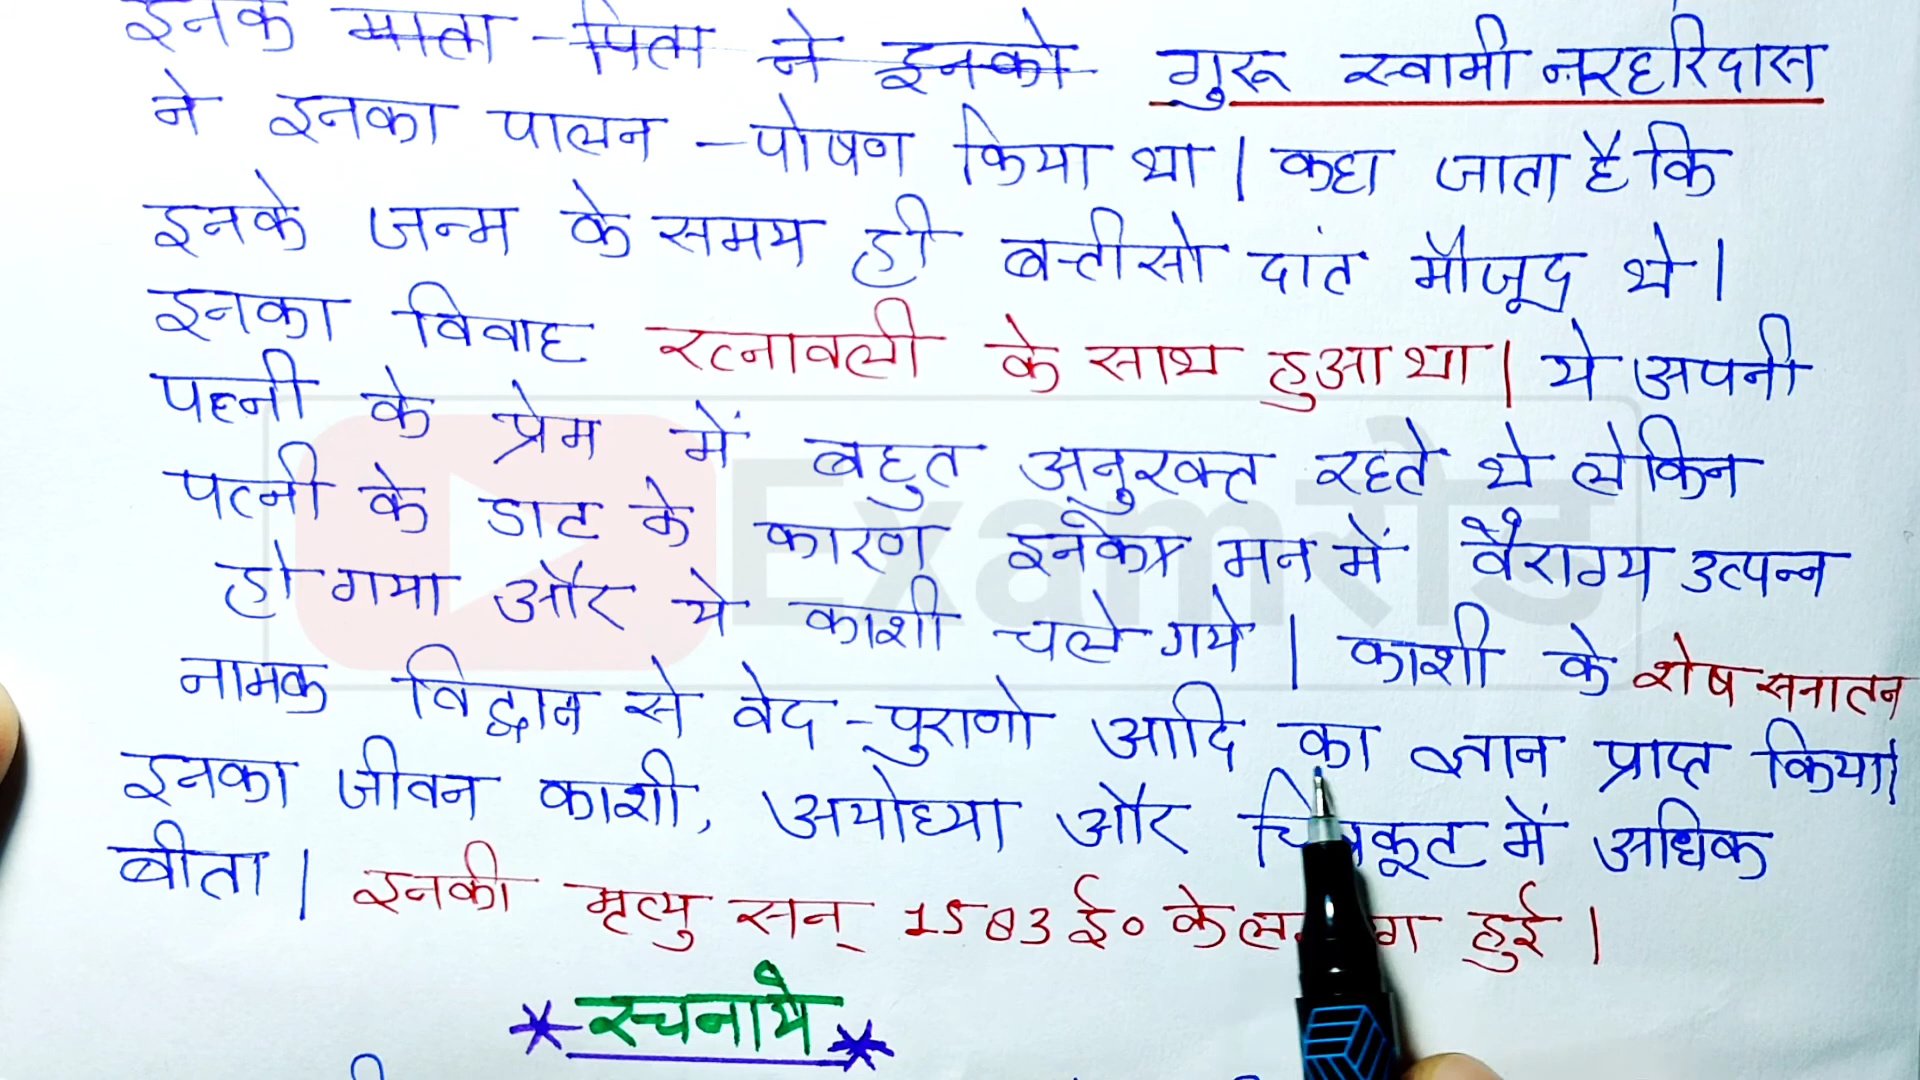 इनके माता-पिता ने इनको गुरू स्वामी नरहरिदास
ने इनका पालन-पोषण किया था। कहा जाता है कि
इनके जन्म के समय ही बत्तीसो दांत मौजूद थे।
इनका विवाह रत्नावली के साथ हुआ था। ये अपनी
पत्नी के प्रेम में बहुत अनुरक्त रहते थे लेकिन
पत्नी के डाट के कारण इनके मन में वैराग्य उत्पन्न
हो गया और ये काशी चले गये। काशी के शेष सनातन
नामक विद्वान से वेद-पुराणो आदि का ज्ञान प्राप्त किया।
इनका जीवन काशी, अयोध्या और चित्रकूट में अधिक
बीता। इनकी मृत्यु सन् 1583 ई० के लगभग हुई।
*रचनाये*
Examरोड